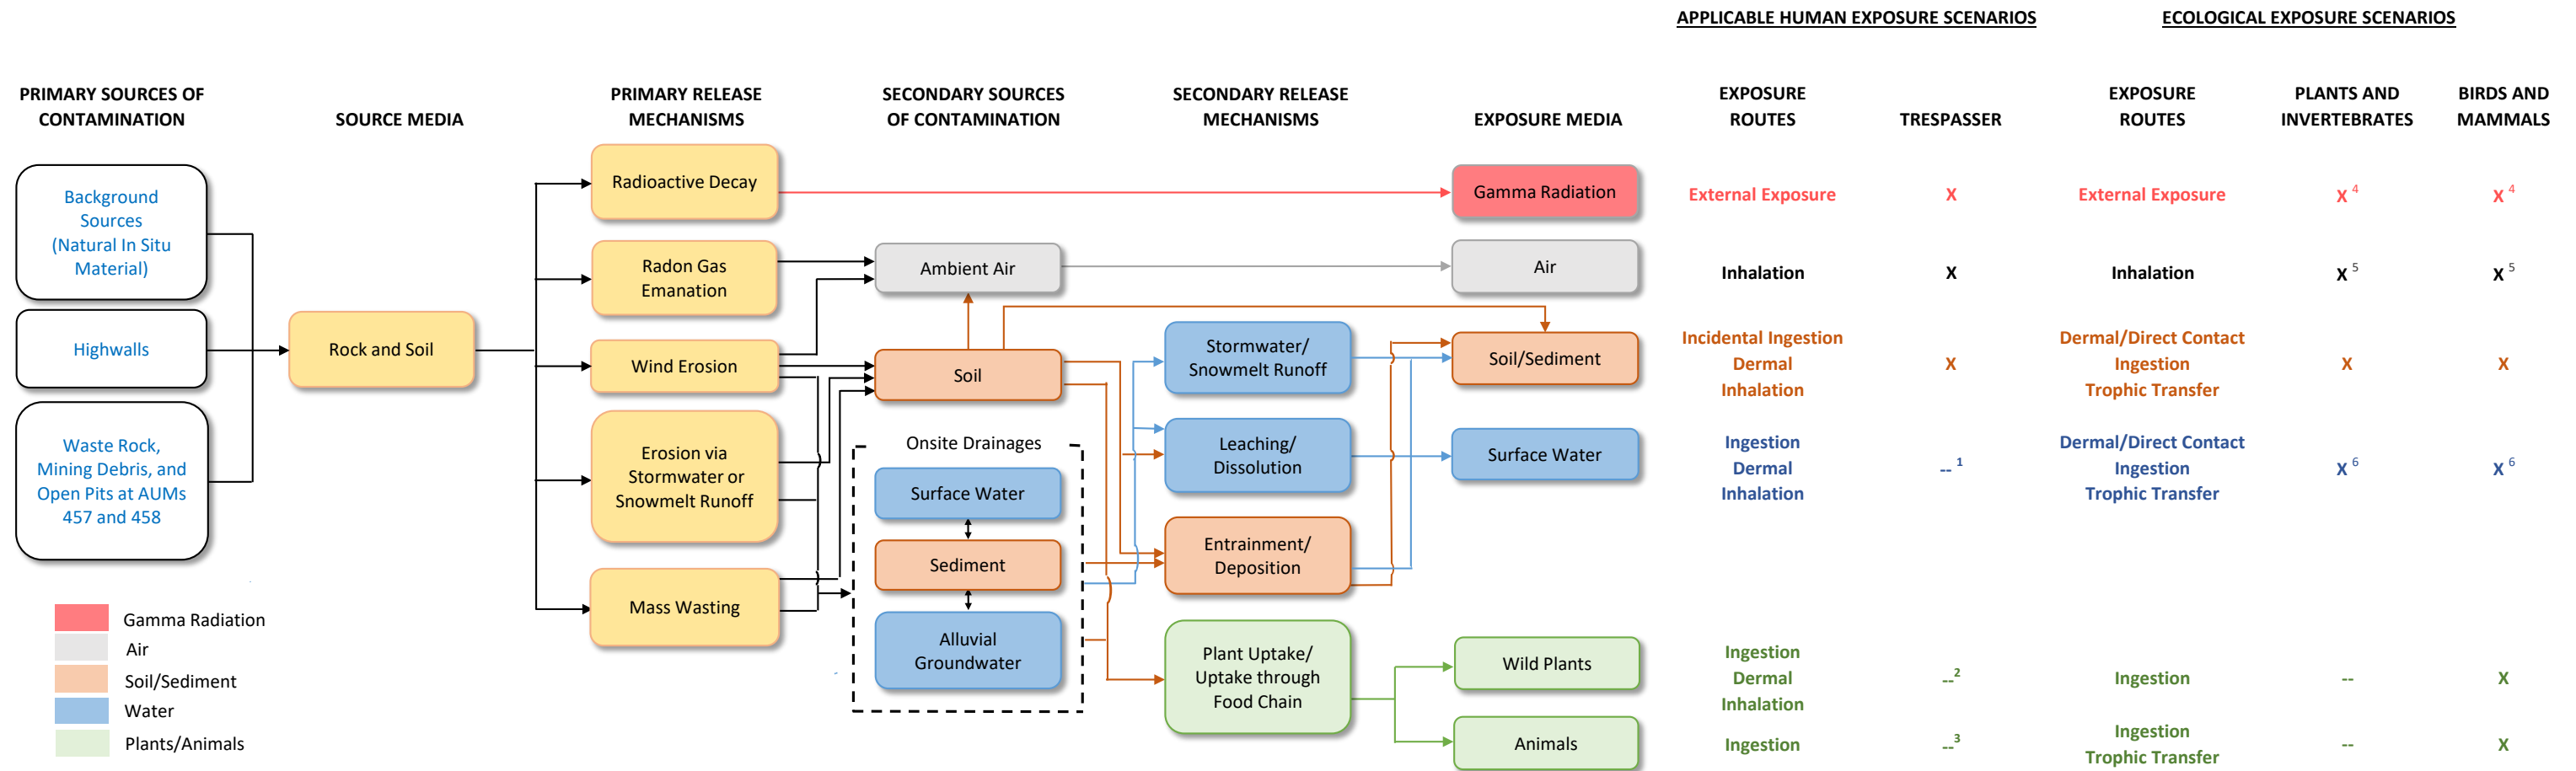 APPLICABLE HUMAN EXPOSURE SCENARIOS
ECOLOGICAL EXPOSURE SCENARIOS
PRIMARY SOURCES OF
CONTAMINATION
SOURCE MEDIA
PRIMARY RELEASE
MECHANISMS
SECONDARY SOURCES
OF CONTAMINATION
SECONDARY RELEASE
MECHANISMS
EXPOSURE MEDIA
EXPOSURE
ROUTES
TRESPASSER
EXPOSURE
ROUTES
PLANTS AND
INVERTEBRATES
BIRDS AND
MAMMALS
Background
Sources
(Natural In Situ
Material)
Highwalls
Waste Rock,
Mining Debris, and
Open Pits at AUMs
457 and 458
Rock and Soil
Radioactive Decay
Radon Gas
Emanation
Wind Erosion
Erosion via
Stormwater or
Snowmelt Runoff
Mass Wasting
Ambient Air
Soil
Onsite Drainages
Surface Water
Sediment
Alluvial
Groundwater
Stormwater/
Snowmelt Runoff
Leaching/
Dissolution
Entrainment/
Deposition
Plant Uptake/
Uptake through
Food Chain
Gamma Radiation
Air
Soil/Sediment
Surface Water
Wild Plants
Animals
External Exposure
X
External Exposure
X 4
X 4
Inhalation
X
Inhalation
X 5
X 5
Incidental Ingestion
Dermal
Inhalation
X
Dermal/Direct Contact
Ingestion
Trophic Transfer
X
X
Ingestion
Dermal
Inhalation
-- 1
Dermal/Direct Contact
Ingestion
Trophic Transfer
X 6
X 6
Ingestion
Dermal
Inhalation
--2
Ingestion
--
X
Ingestion
--3
Ingestion
Trophic Transfer
--
X
Gamma Radiation
Air
Soil/Sediment
Water
Plants/Animals